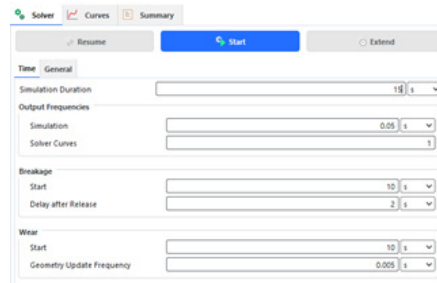 Solver Curves Summary
Resume Start Extend
Time General
Simulation Duration 15 s
Output Frequencies
Simulation 0.05 s
Solver Curves 1
Breakage
Start 10 s
Delay after Release 2 s
Wear
Start 10 s
Geometry Update Frequency 0.005 s